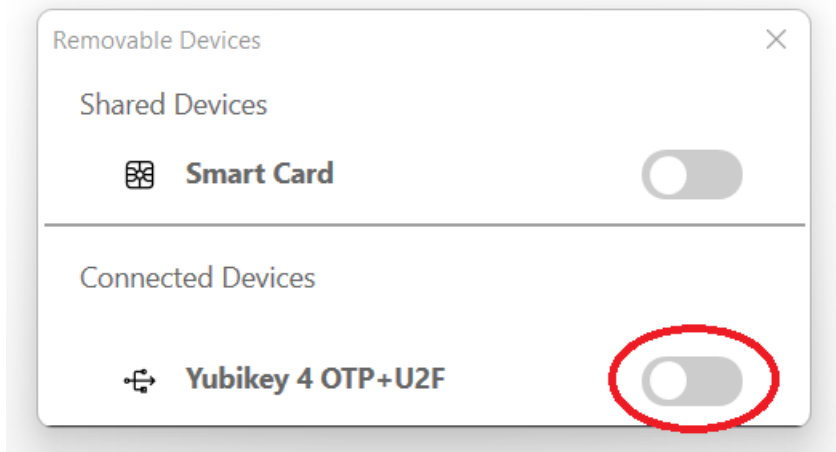 Removable Devices
Shared Devices
Smart Card
Connected Devices
Yubikey 4 OTP+U2F